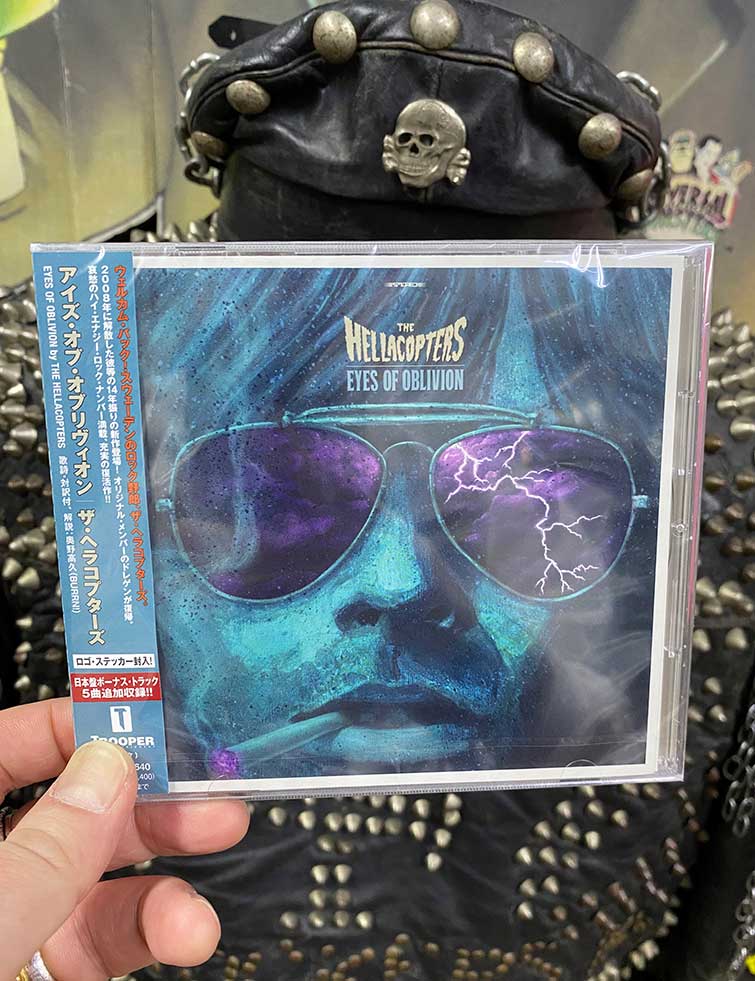 ウェルカム・バック！スウェーデンのロック野郎、ザ・ヘラコプターズ。
2008年に解散した彼等の14年振りの新作登場！オリジナル・メンバーのドレゲンが復帰。
哀愁のハイ・エナジー・ロック・ナンバー満載、充実の復活作!!
アイズ・オブ・オブリヴィオン ザ・ヘラコプターズ
EYES OF OBLIVION by THE HELLACOPTERS
歌詩・対訳付、解説・奥野高久(BURRN!)
ロゴ・ステッカー封入!
日本盤ボーナス・トラック
5曲追加収録!!
TROOPER
THE
HELLACOPTERS
EYES OF OBLIVION